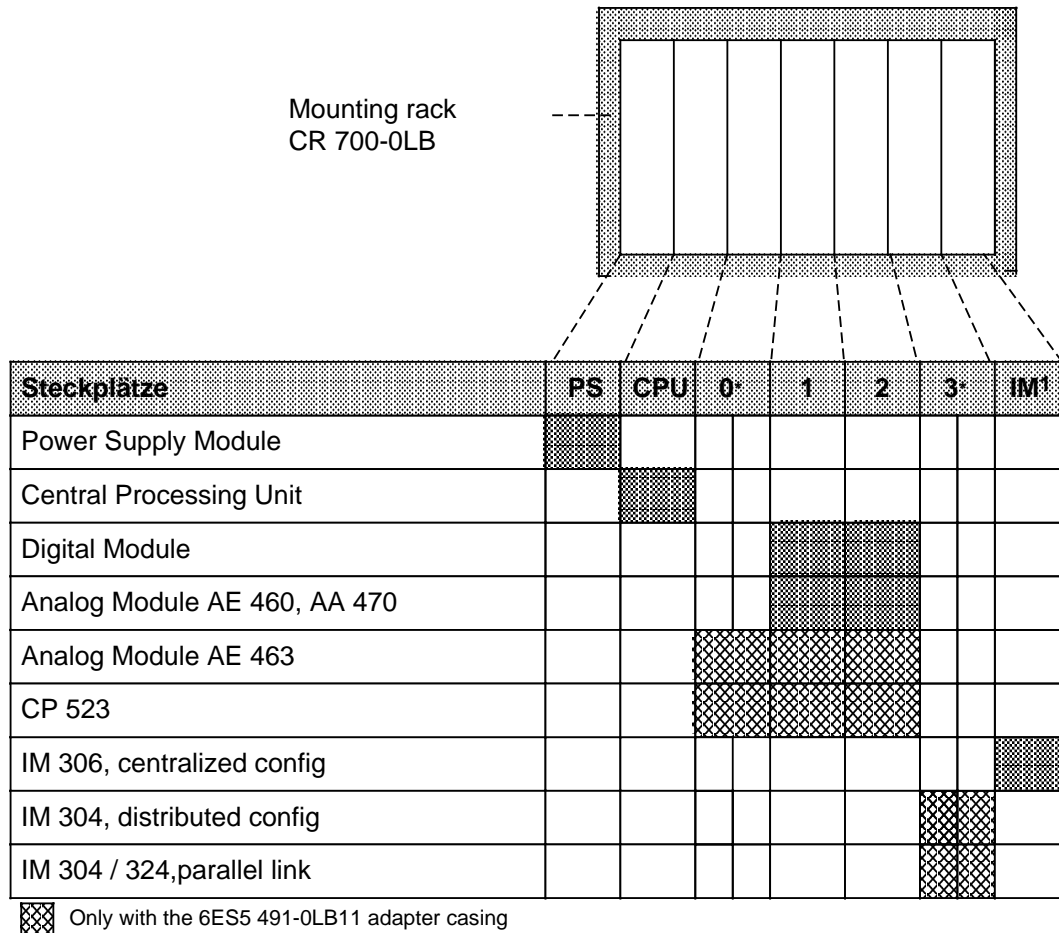 Mounting rack
CR 700-0LB
Steckplätze PS CPU 0* 1 2 3* IM1
Power Supply Module
Central Processing Unit
Digital Module
Analog Module AE 460, AA 470
Analog Module AE 463
CP 523
IM 306, centralized config
IM 304, distributed config
IM 304 / 324,parallel link
Only with the 6ES5 491-0LB11 adapter casing